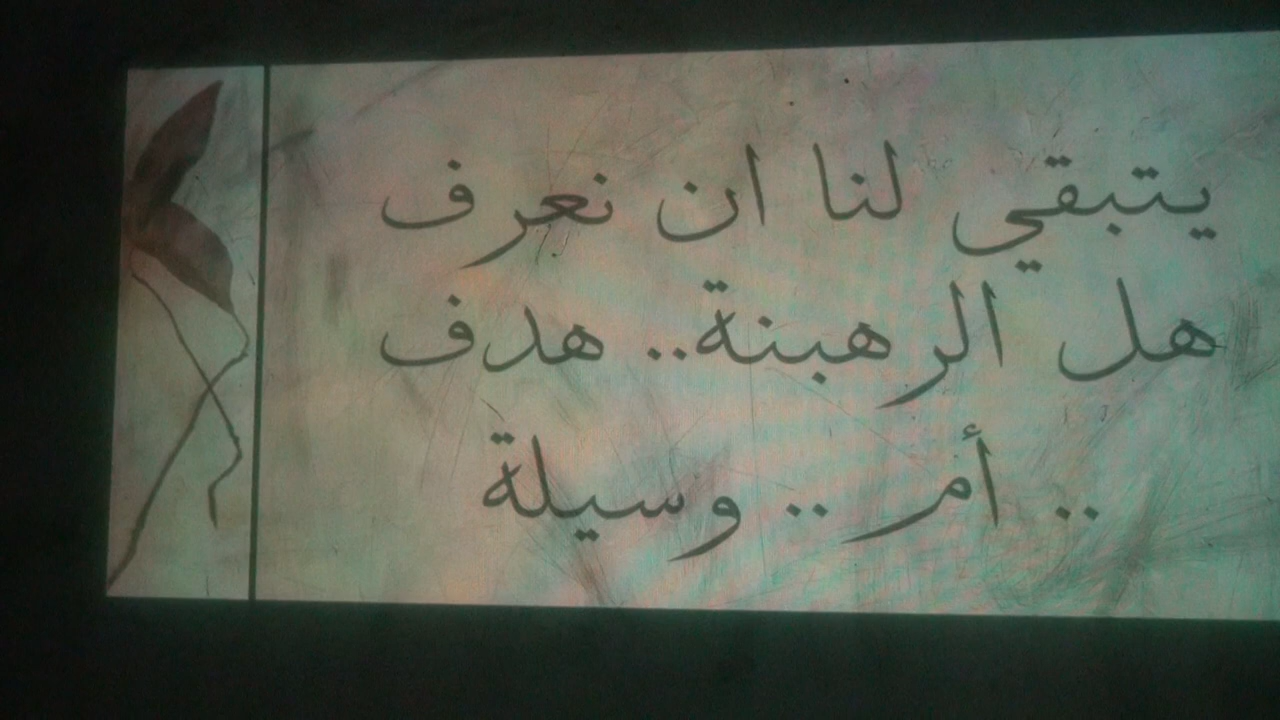 يتبقي لنا ان نعرف
هل الرهبنة.. هدف
.. أم .. وسيلة